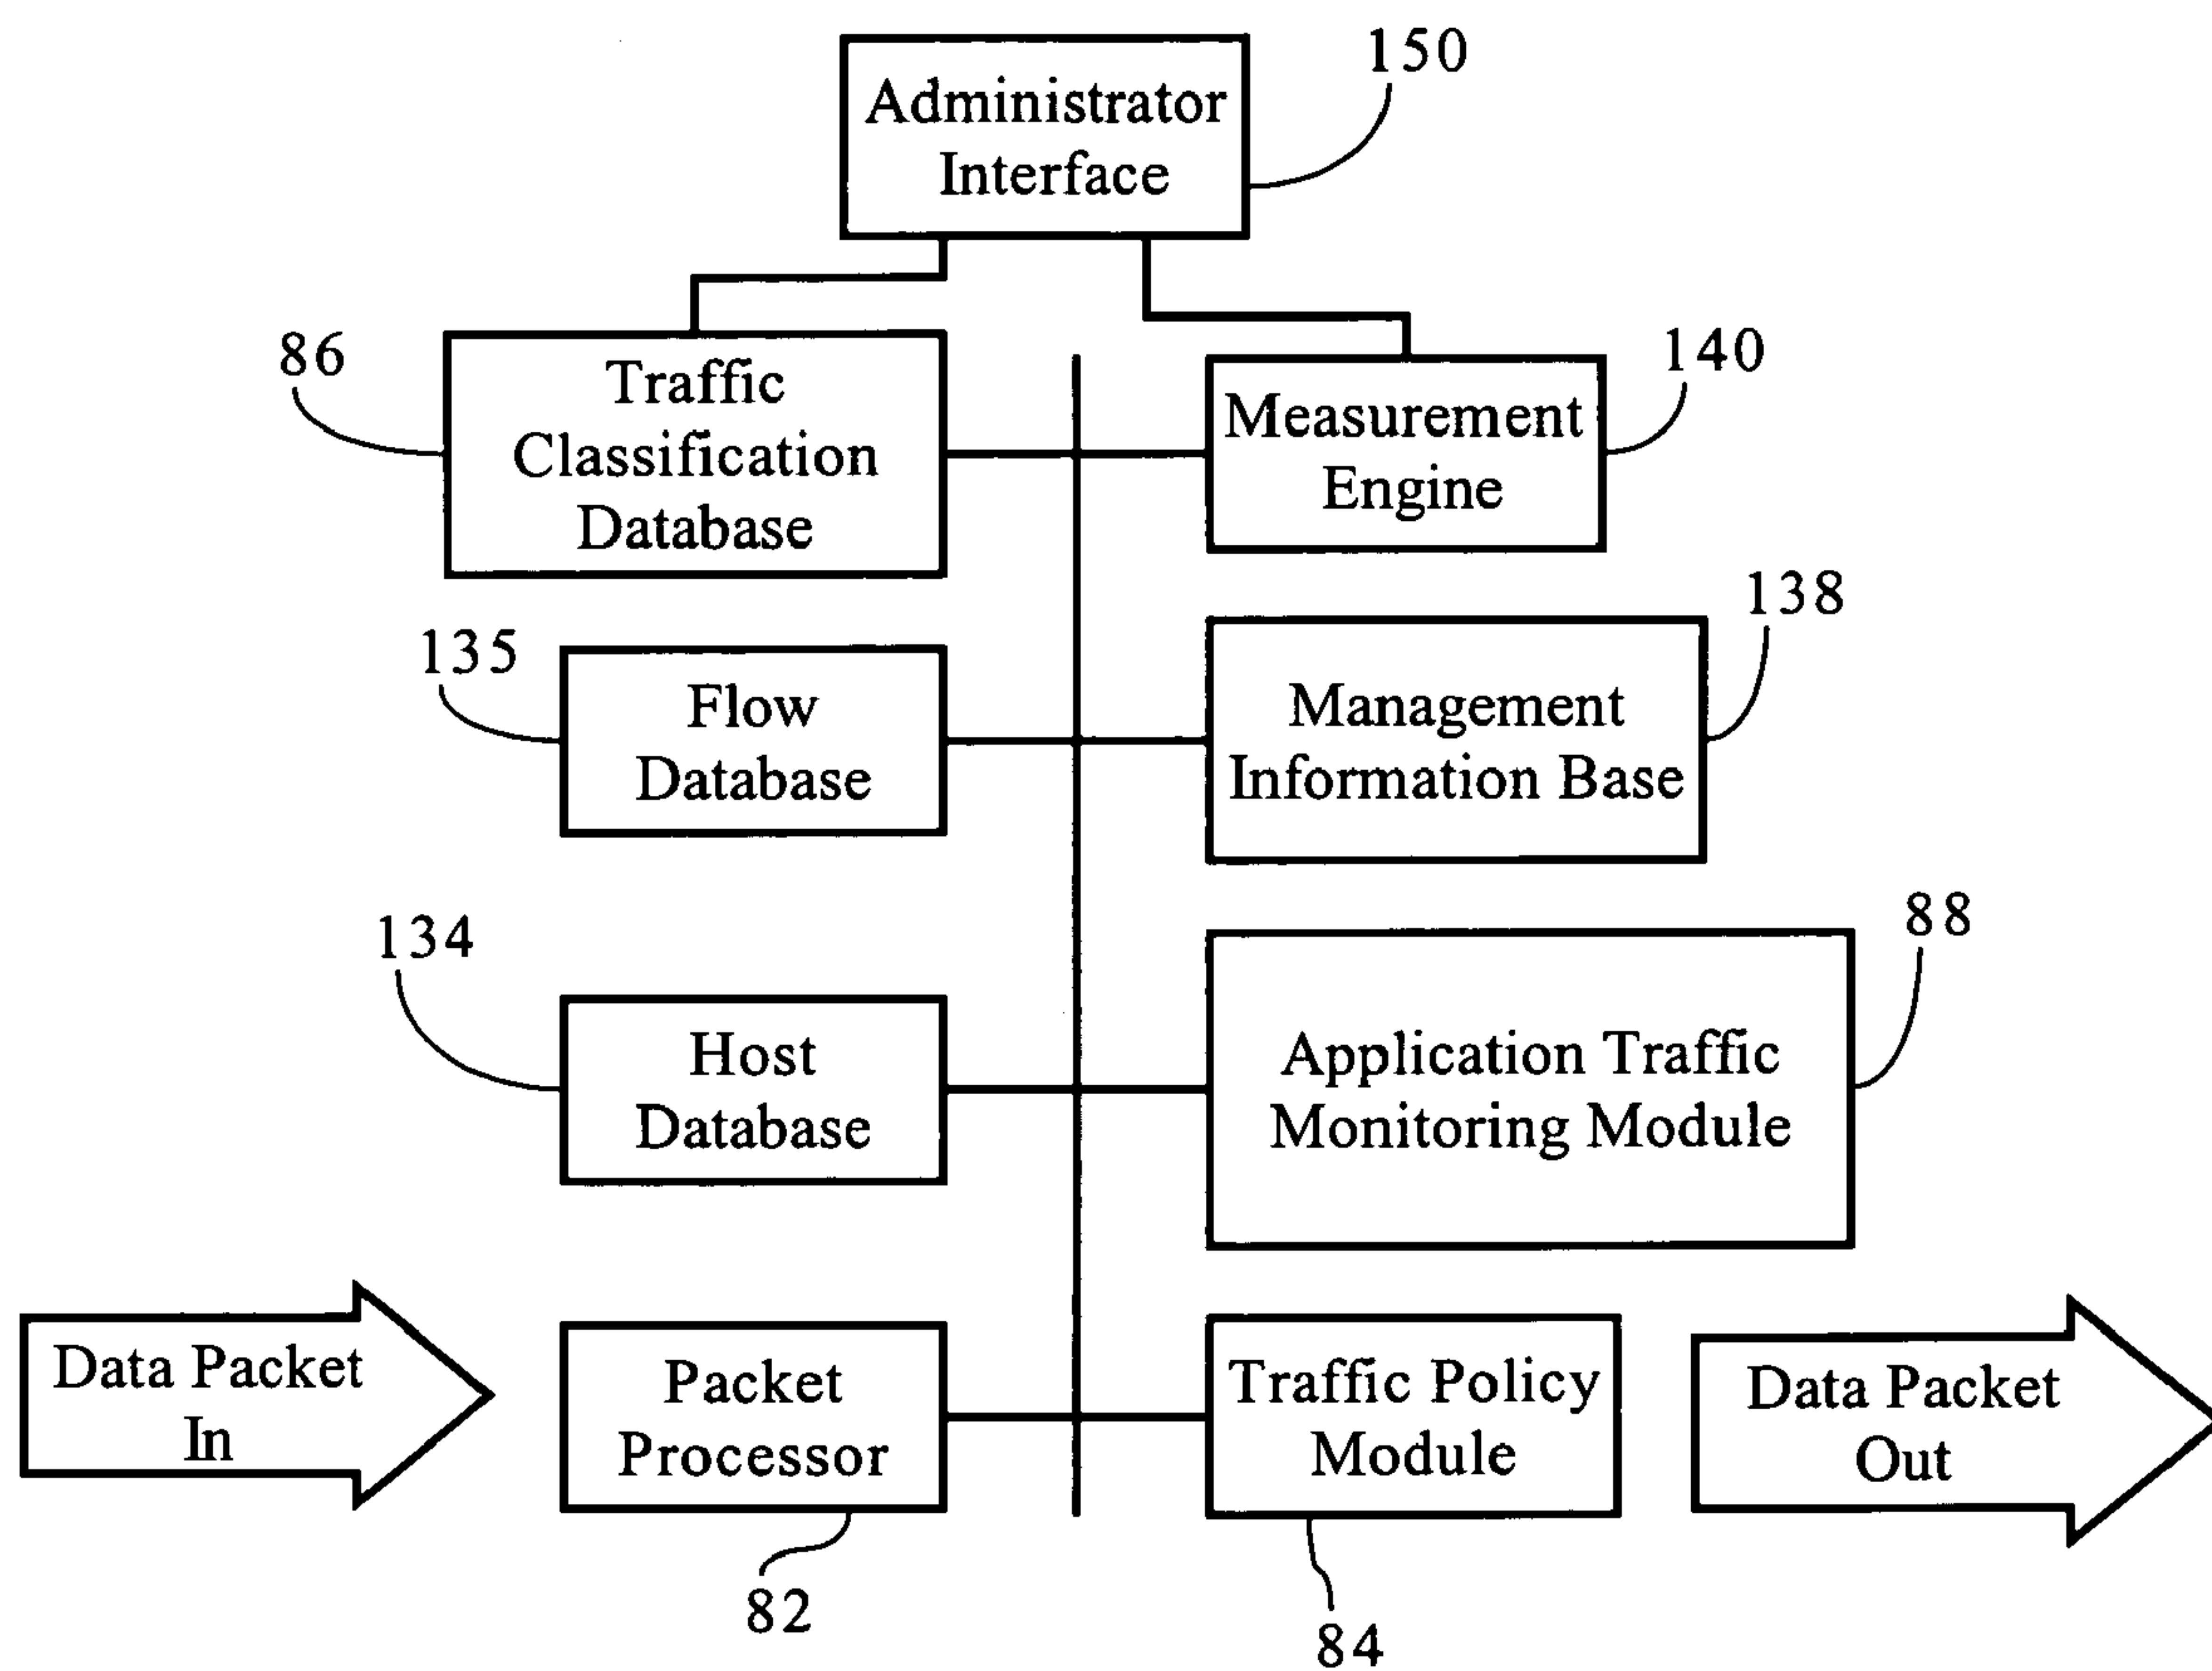 150
Administrator
Interface
86
Traffic
Classification
Database
140
Measurement
Engine
135
Flow
Database
138
Management
Information Base
134
Host
Database
88
Application Traffic
Monitoring Module
Data Packet
In
Packet
Processor
82
Traffic Policy
Module
84
Data Packet
Out